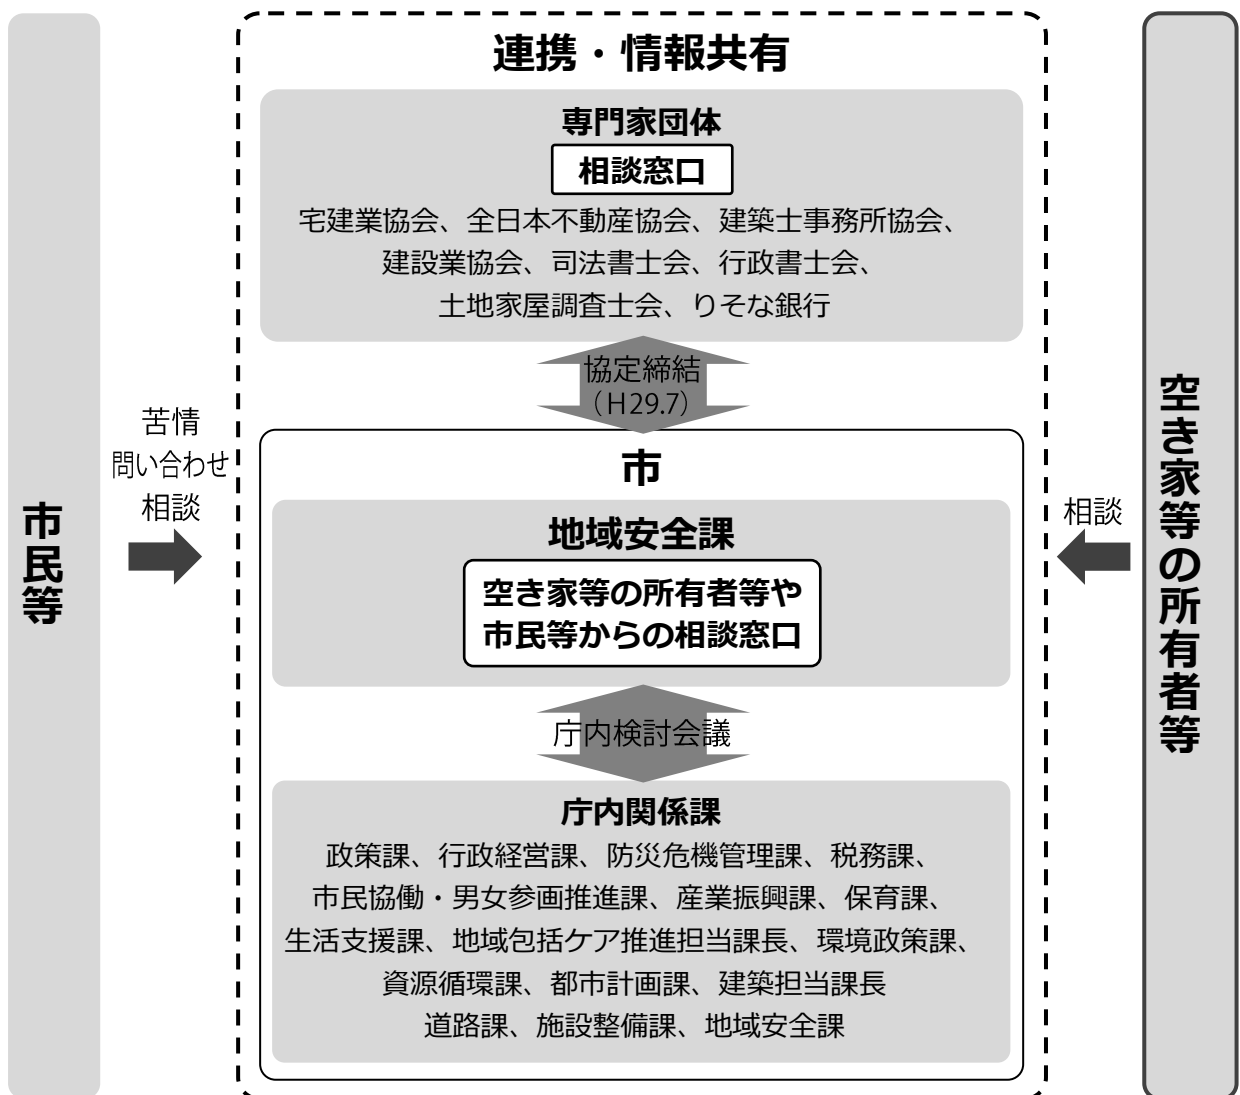 連携・情報共有
専門家団体
相談窓口
宅建業協会、全日本不動産協会、建築士事務所協会、
建設業協会、司法書士会、行政書士会、
土地家屋調査士会、りそな銀行
協定締結
（H29.7）
市民等
苦情
問い合わせ
相談
市
地域安全課
空き家等の所有者等や
市民等からの相談窓口
相談
空き家等の所有者等
庁内検討会議
庁内関係課
政策課、行政経営課、防災危機管理課、税務課、
市民協働・男女参画推進課、産業振興課、保育課、
生活支援課、地域包括ケア推進担当課長、環境政策課、
資源循環課、都市計画課、建築担当課長
道路課、施設整備課、地域安全課